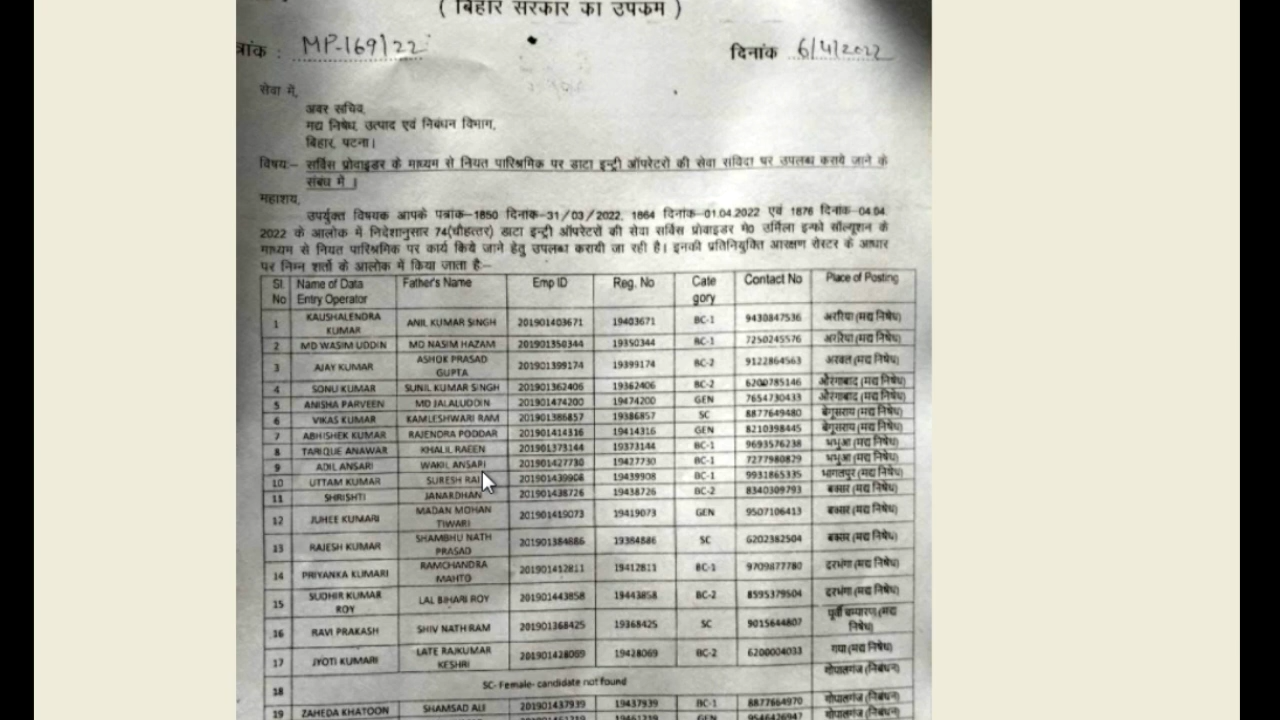 ( बिहार सरकार का उपकम )
त्रांक : MP-169/22 दिनांक 6/4/2022
सेवा में,
अवर सचिव,
मद्य निषेध, उत्पाद एवं निबंधन विभाग,
बिहार, पटना।
विषय:- सर्विस प्रोवाइडर के माध्यम से नियत पारिश्रमिक पर डाटा इन्ट्री ऑपरेटरो की सेवा संविदा पर उपलब्ध कराये जाने के
संबध में ।
महाशय,
उपर्युक्त विषयक आपके पत्रांक-1850 दिनांक-31/03/2022, 1864 दिनांक-01.04.2022 एवं 1876 दिनांक-04.04.
2022 के आलोक में निदेशानुसार 74(चौहत्तर) डाटा इन्ट्री ऑपरेटरों की सेवा सर्विस प्रोवाइडर मे0 उर्मिला इन्फो सॉल्यूशन के
माध्यम से नियत पारिश्रमिक पर कार्य किये जाने हेतु उपलब्ध करायी जा रही है। इनकी प्रतिनियुक्ति आरक्षण रोस्टर के आधार
पर निम्न शर्तो के आलोक में किया जाता है:-
Sl. No Name of Data Entry Operator Father's Name Emp ID Reg. No Cate gory Contact No Place of Posting
1 KAUSHALENDRA KUMAR ANIL KUMAR SINGH 201901403671 19403671 BC-1 9430847536 अररिया (मद्य निषेध)
2 MD WASIM UDDIN MD NASIM HAZAM 201901350344 19350344 BC-1 7250245576 अररिया (मद्य निषेध)
3 AJAY KUMAR ASHOK PRASAD GUPTA 201901399174 19399174 BC-2 9122864563 अरवल (मद्य निषेध)
4 SONU KUMAR SUNIL KUMAR SINGH 201901362406 19362406 BC-2 6200785146 औरंगाबाद (मद्य निषेध)
5 ANISHA PARVEEN MD JALALUDDIN 201901474200 19474200 GEN 7654730433 औरंगाबाद (मद्य निषेध)
6 VIKAS KUMAR KAMLESHWARI RAM 201901386857 19386857 SC 8877649480 बेगूसराय (मद्य निषेध)
7 ABHISHEK KUMAR RAJENDRA PODDAR 201901414316 19414316 GEN 8210398445 बेगूसराय (मद्य निषेध)
8 TARIQUE ANAWAR KHALIL RAEEN 201901373144 19373144 BC-1 9693576238 भभुआ (मद्य निषेध)
9 ADIL ANSARI WAKIL ANSARI 201901427730 19427730 BC-1 7277980829 भभुआ (मद्य निषेध)
10 UTTAM KUMAR SURESH 201901439908 19439908 BC-1 9931865335 भागलपुर (मद्य निषेध)
11 SHRISHTI JANARDHAN 201901438726 19438726 BC-2 8340309793 बक्सर (मद्य निषेध)
12 JUHEE KUMARI MADAN MOHAN TIWARI 201901419073 19419073 GEN 9507106413 बक्सर (मद्य निषेध)
13 RAJESH KUMAR SHAMBHU NATH PRASAD 201901384886 19384886 SC 6202382504 बक्सर (मद्य निषेध)
14 PRIYANKA KUMARI RAMCHANDRA MAHTO 201901412811 19412811 BC-1 9709877780 दरभंगा (मद्य निषेध)
15 SUDHIR KUMAR ROY LAL BIHARI ROY 201901443858 19443858 BC-2 8595379504 दरभंगा (मद्य निषेध)
16 RAVI PRAKASH SHIV NATH RAM 201901368425 19368425 SC 9015644807 पूर्वी चम्पारण (मद्य निषेध)
17 JYOTI KUMARI LATE RAJKUMAR KESHRI 201901428069 19428069 BC-2 6200004033 गया (मद्य निषेध)
18 SC- Female- candidate not found गोपालगंज (निबंधन)
19 ZAHEDA KHATOON SHAMSAD ALI 201901437939 19437939 BC-1 8877664970 गोपालगंज (निबंधन)
GEN 9546426947 गोपालगंज (निबंधन)